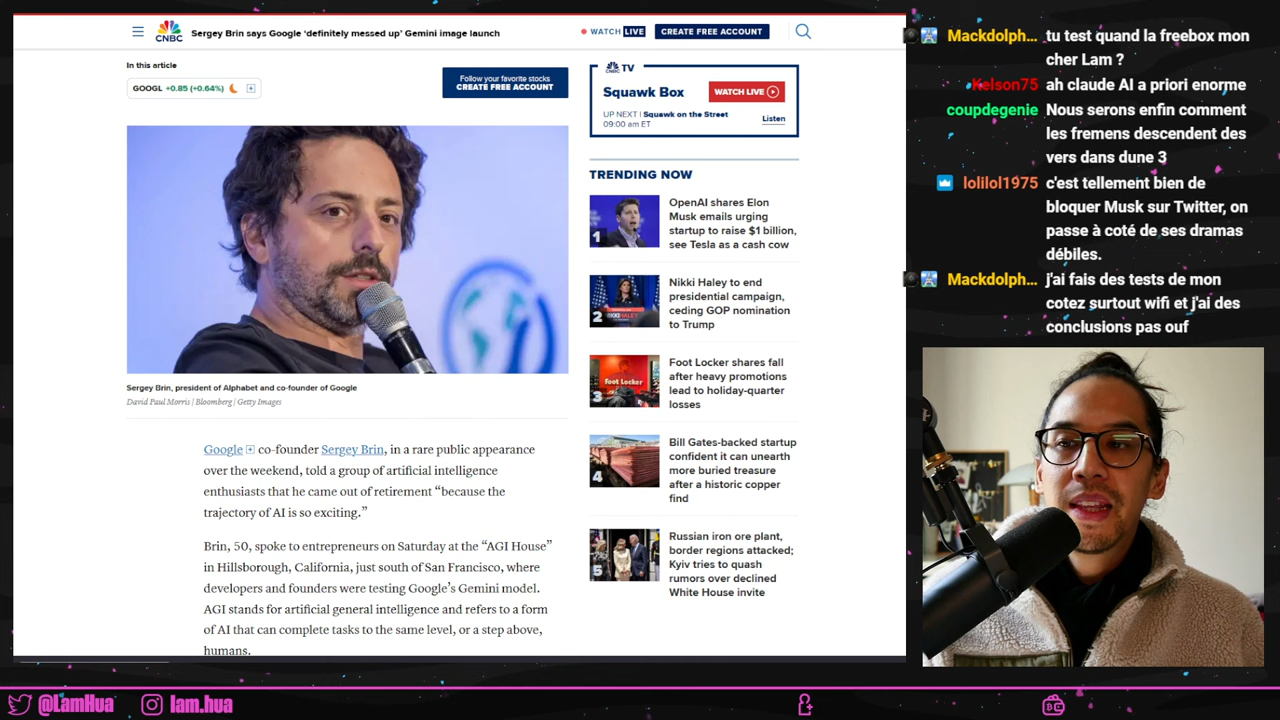 CNBC
Sergey Brin says Google ‘definitely messed up’ Gemini image launch
WATCH LIVE
CREATE FREE ACCOUNT
In this article
GOOGL +0.85 (+0.64%)
Follow your favorite stocks
CREATE FREE ACCOUNT
Sergey Brin, president of Alphabet and co-founder of Google
David Paul Morris | Bloomberg | Getty Images
Google co-founder Sergey Brin, in a rare public appearance
over the weekend, told a group of artificial intelligence
enthusiasts that he came out of retirement “because the
trajectory of AI is so exciting.”
Brin, 50, spoke to entrepreneurs on Saturday at the “AGI House”
in Hillsborough, California, just south of San Francisco, where
developers and founders were testing Google’s Gemini model.
AGI stands for artificial general intelligence and refers to a form
of AI that can complete tasks to the same level, or a step above,
humans.
CNBC TV
Squawk Box
WATCH LIVE
UP NEXT | Squawk on the Street
09:00 am ET
Listen
TRENDING NOW
1
OpenAI shares Elon
Musk emails urging
startup to raise $1 billion,
see Tesla as a cash cow
2
Nikki Haley to end
presidential campaign,
ceding GOP nomination
to Trump
3
Foot Locker
Foot Locker shares fall
after heavy promotions
lead to holiday-quarter
losses
4
Bill Gates-backed startup
confident it can unearth
more buried treasure
after a historic copper
find
5
Russian iron ore plant,
border regions attacked;
Kyiv tries to quash
rumors over declined
White House invite
Mackdolph... tu test quand la freebox mon
cher Lam ?
Kelson75 ah claude AI a priori enorme
coupdegenie Nous serons enfin comment
les fremens descendent des
vers dans dune 3
lolilol1975 c'est tellement bien de
bloquer Musk sur Twitter, on
passe à coté de ses dramas
débiles.
Mackdolph... j'ai fais des tests de mon
cotez surtout wifi et j'ai des
conclusions pas ouf
@LamHua
lam.hua